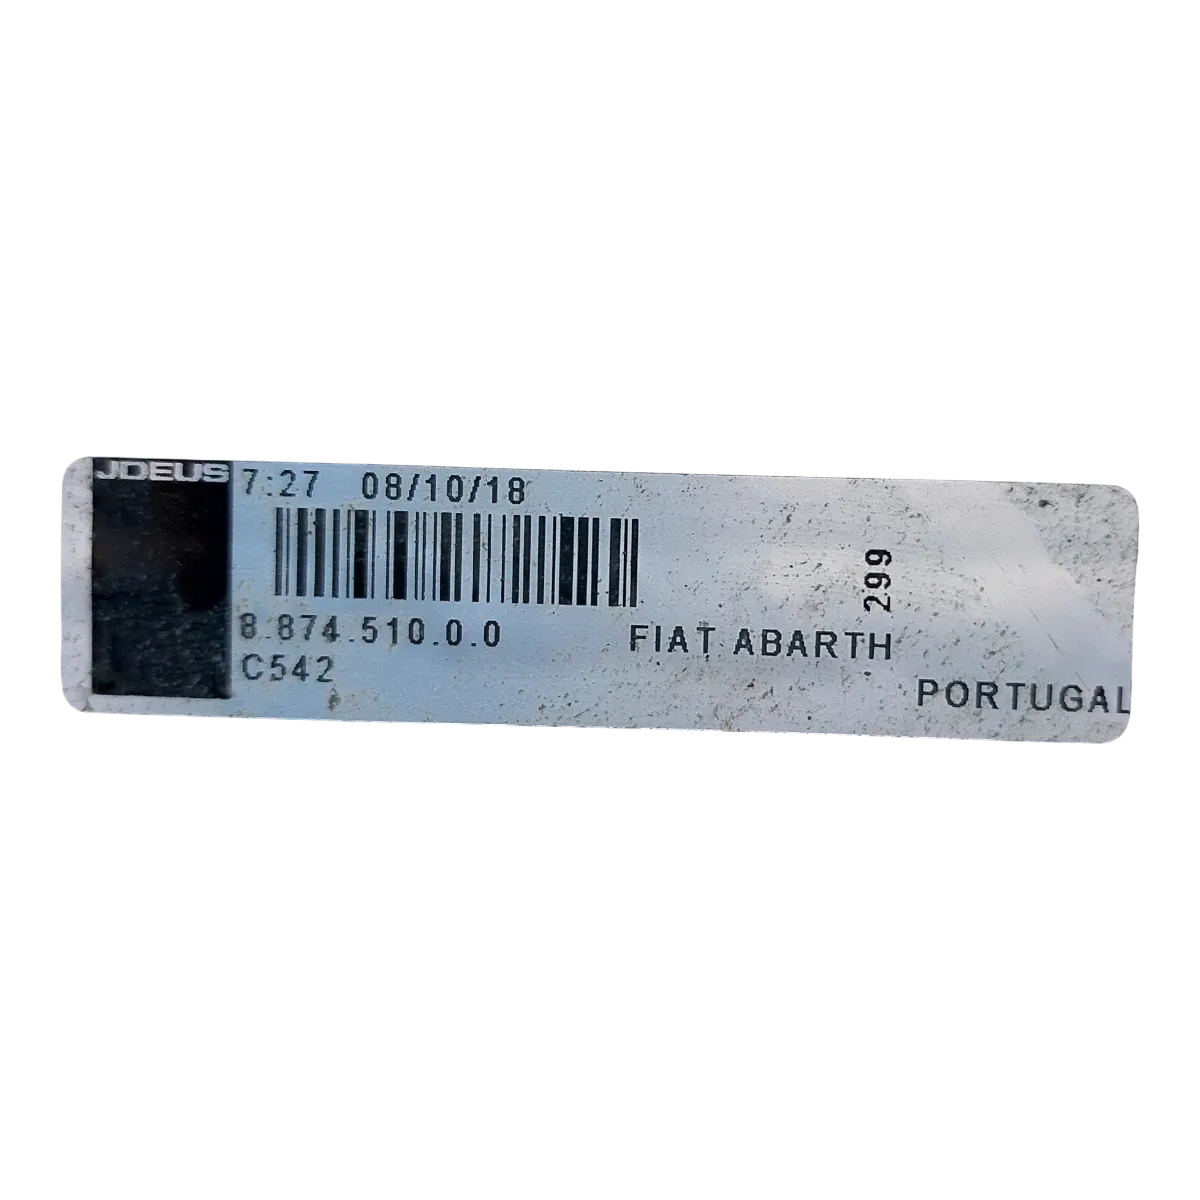 JDEUS
7:27 08/10/18
299
8.874.510.0.0
FIAT ABARTH
C542
PORTUGAL